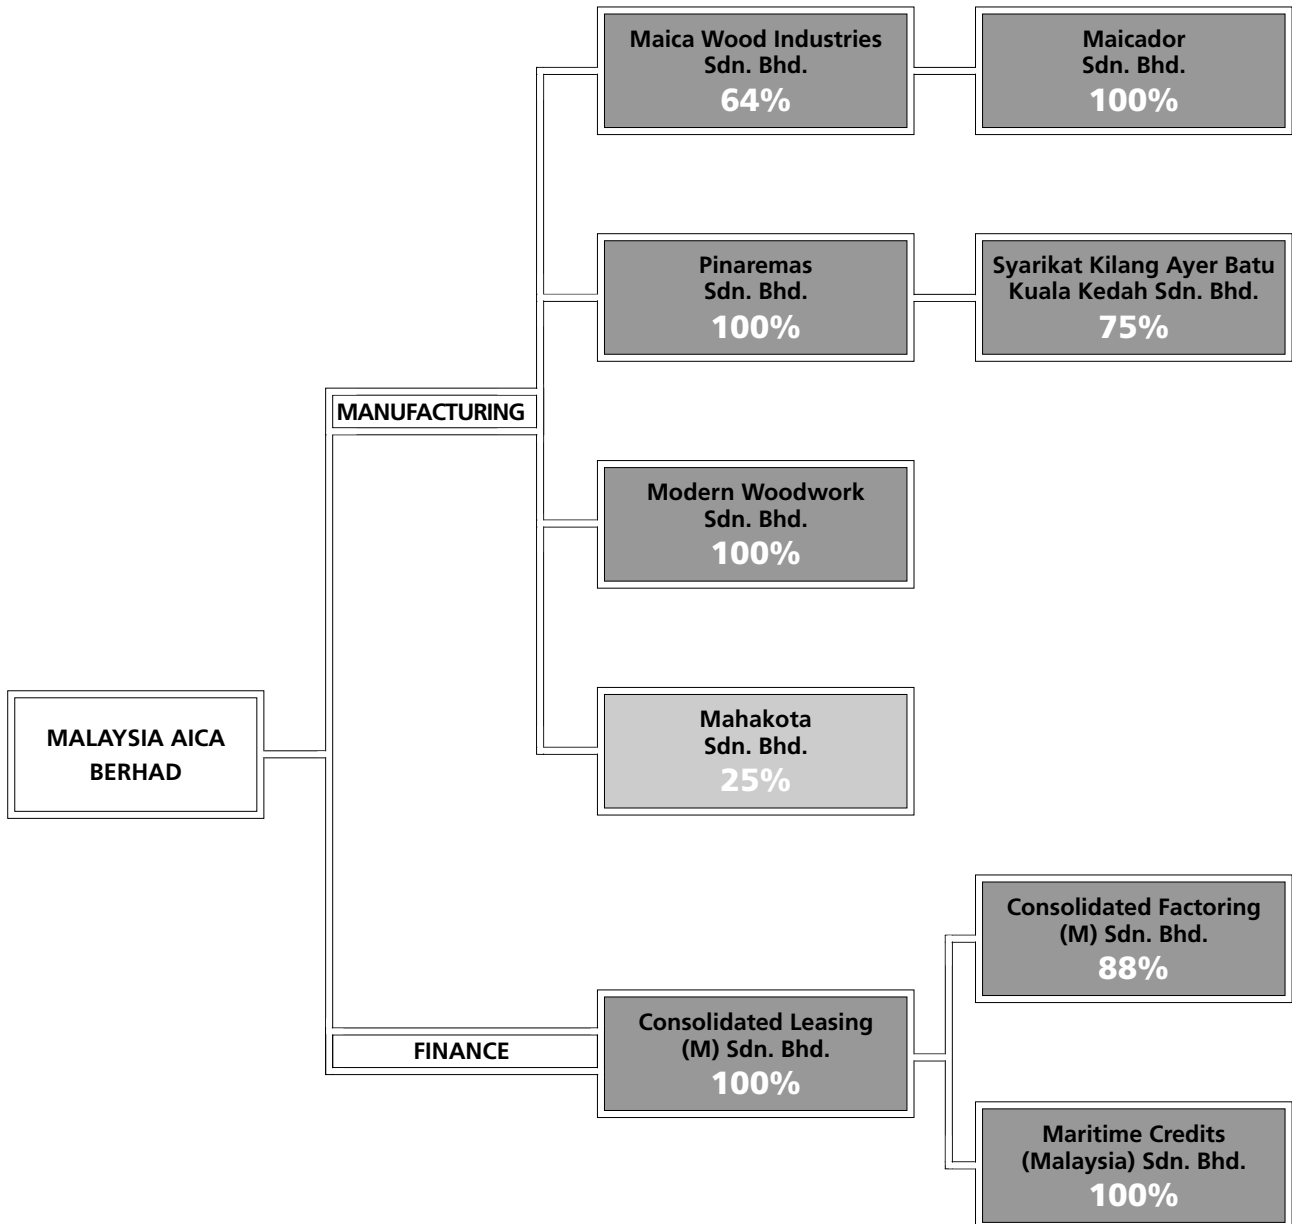 Maica Wood Industries
Sdn. Bhd.
64%
Maicador
Sdn. Bhd.
100%
Pinaremas
Sdn. Bhd.
100%
Syarikat Kilang Ayer Batu
Kuala Kedah Sdn. Bhd.
75%
MANUFACTURING
Modern Woodwork
Sdn. Bhd.
100%
MALAYSIA AICA
BERHAD
Mahakota
Sdn. Bhd.
25%
Consolidated Factoring
(M) Sdn. Bhd.
88%
FINANCE
Consolidated Leasing
(M) Sdn. Bhd.
100%
Maritime Credits
(Malaysia) Sdn. Bhd.
100%